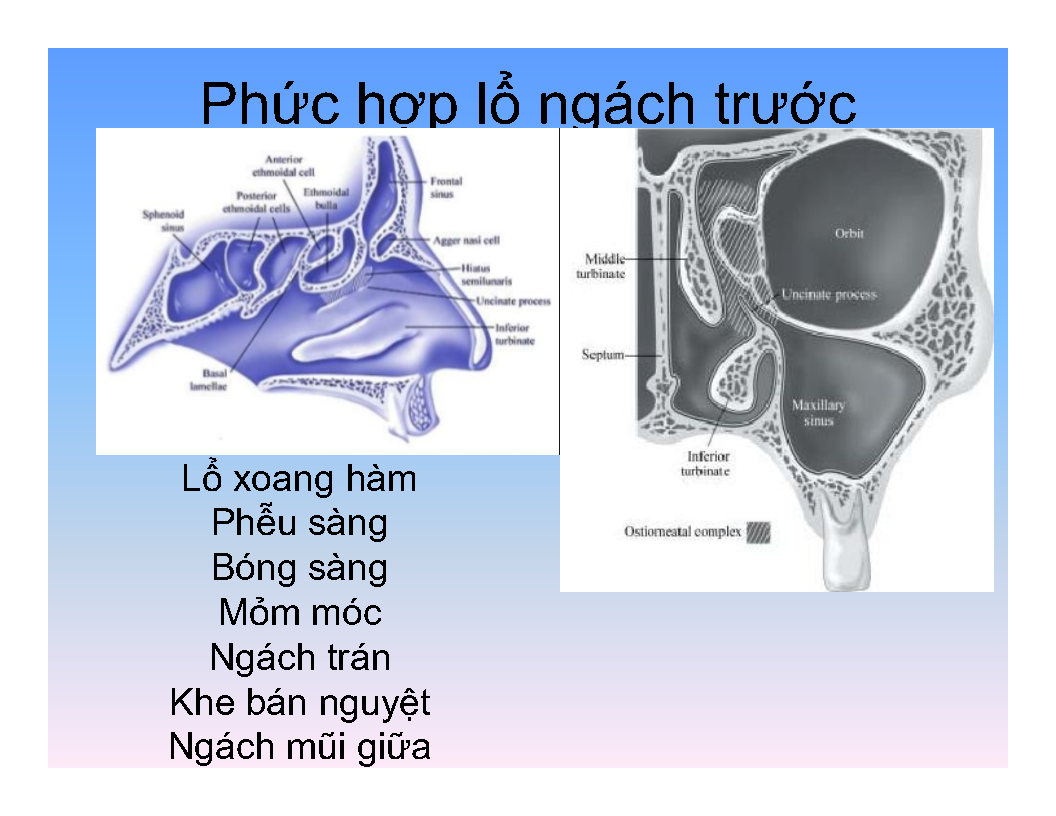 Phức hợp lổ ngách trước
Anterior
ethmoidal cell
Posterior
ethmoidal cells
Ethmoidal
bulla
Frontal
sinus
Sphenoid
sinus
Agger nasi cell
Hiatus
semilunaris
Uncinate process
Inferior
turbinate
Basal
lamellae
Orbit
Middle
turbinate
Uncinate process
Septum
Maxillary
sinus
Inferior
turbinate
Ostiomeatal complex
Lổ xoang hàm
Phễu sàng
Bóng sàng
Mỏm móc
Ngách trán
Khe bán nguyệt
Ngách mũi giữa